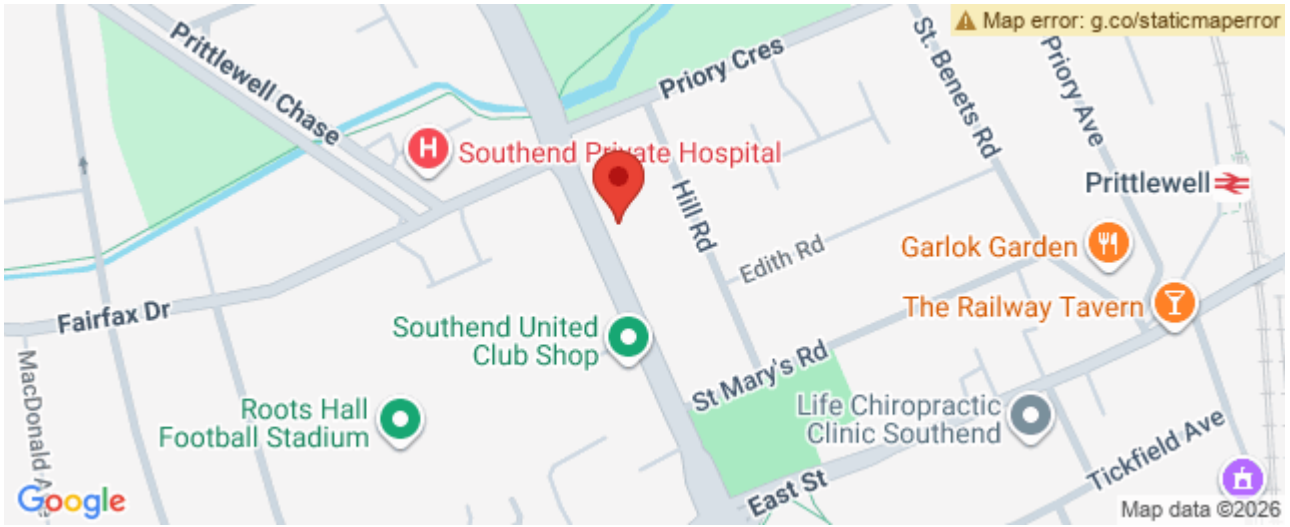 Map error: g.co/staticmaperror
Prittlewell Chase
Priory Cres
St. Benets Rd
Priory Ave
Southend Private Hospital
Prittlewell
Hill Rd
Edith Rd
Garlok Garden
The Railway Tavern
Fairfax Dr
Southend United
Club Shop
St Mary's Rd
MacDonald Ave
Roots Hall
Football Stadium
Life Chiropractic
Clinic Southend
Tickfield Ave
East St
Google
Map data ©2026